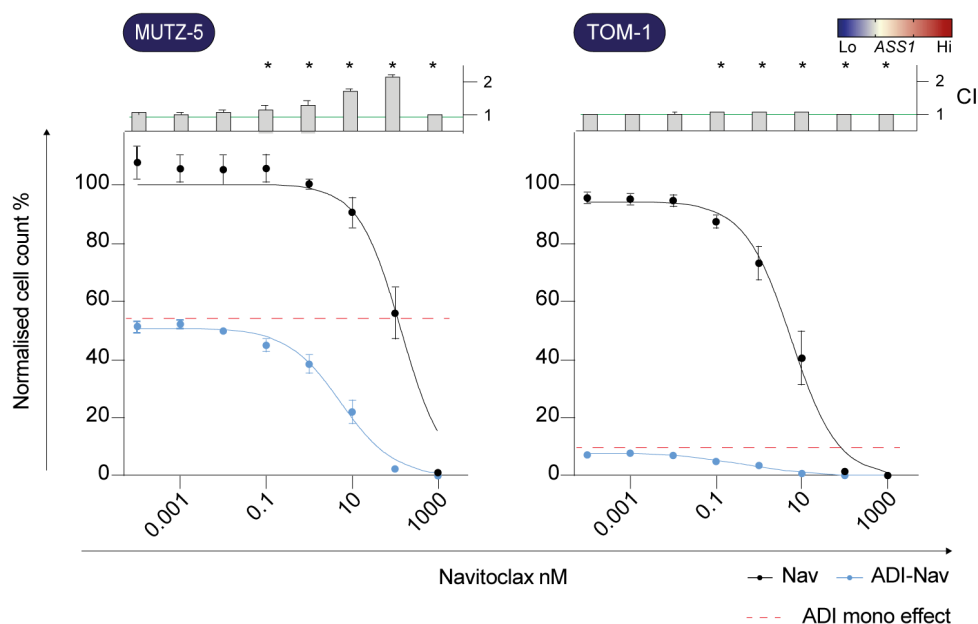 MUTZ-5
TOM-1
Lo ASS1 Hi
* * * * *
* * * * *
2
1
2
1
CI
Normalised cell count %
100
80
60
40
20
0
100
80
60
40
20
0
0.001 0.1 10 1000
0.001 0.1 10 1000
Navitoclax nM
Nav ADI-Nav
ADI mono effect